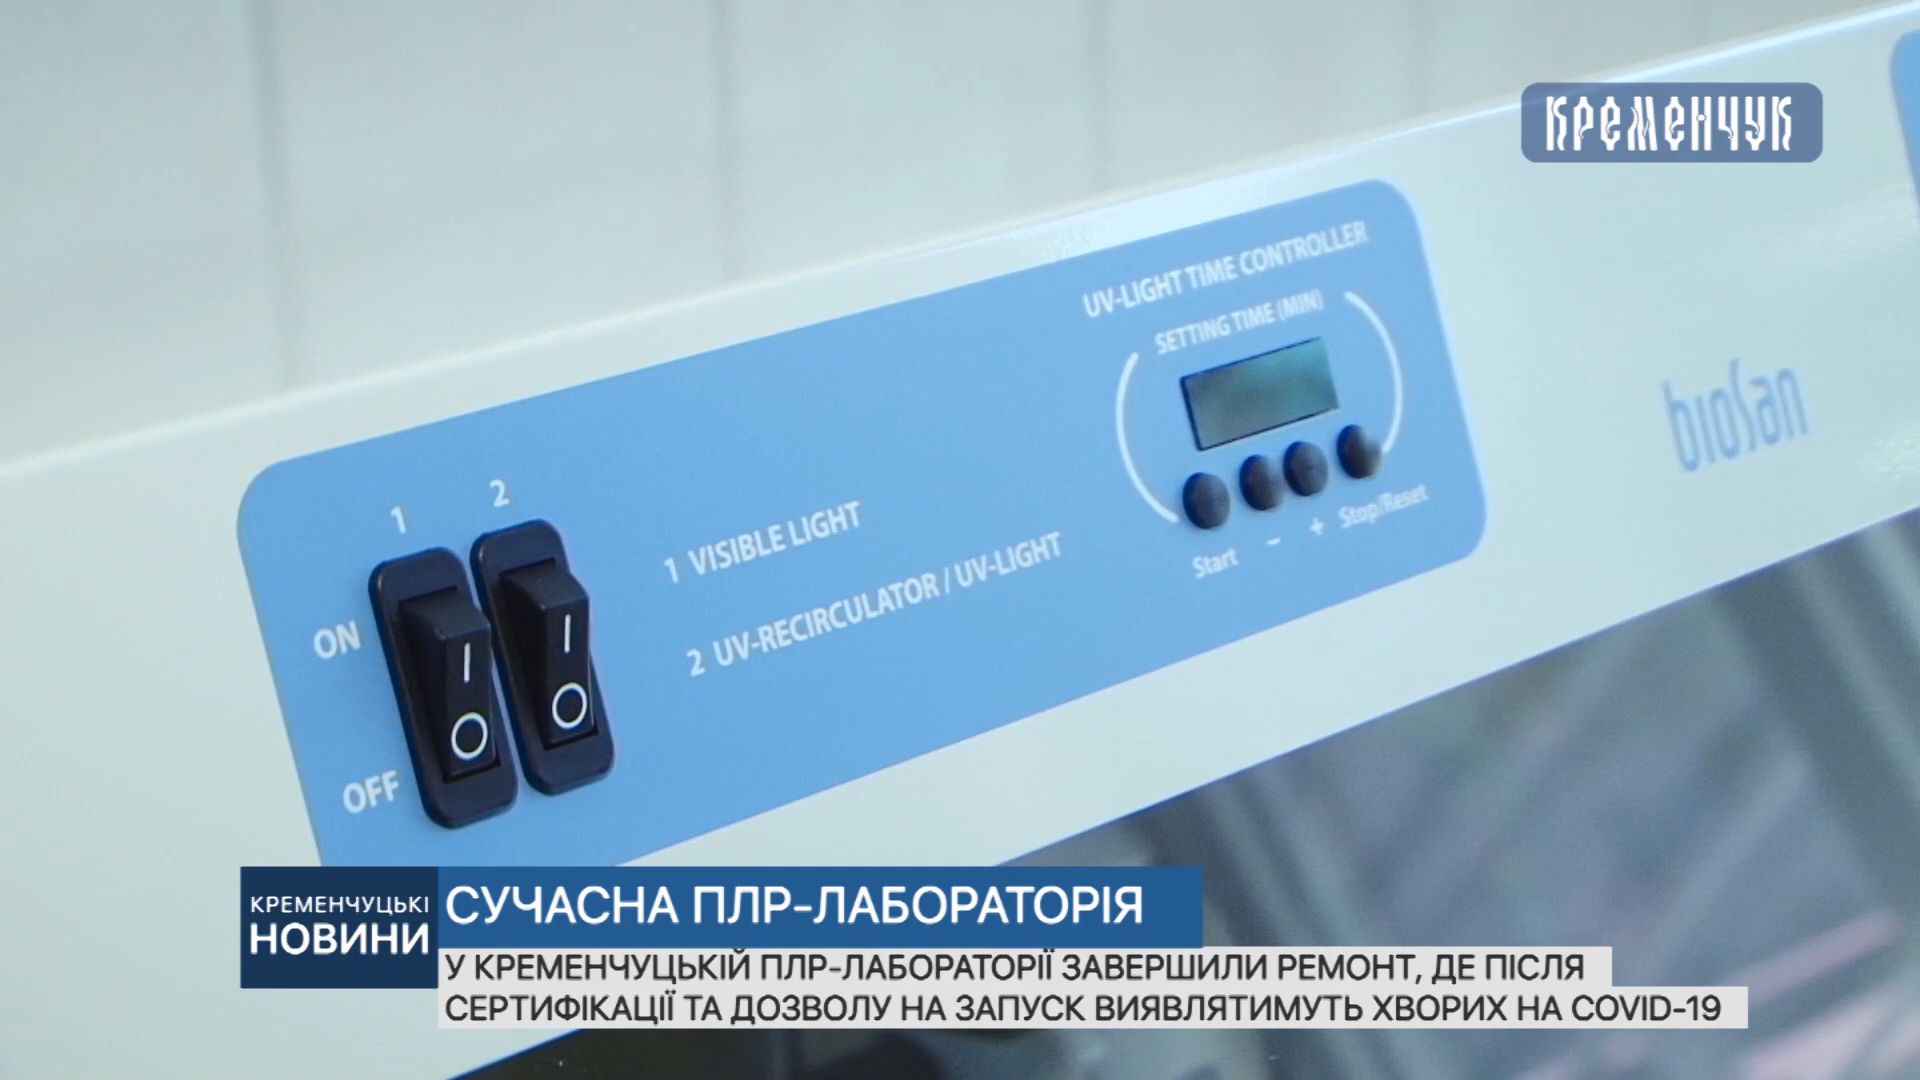 КРЕМЕНЧУК
UV-LIGHT TIME CONTROLLER
SETTING TIME (MIN)
Start - + Stop/Reset
bioSan
1 2
ON
OFF
1 VISIBLE LIGHT
2 UV-RECIRCULATOR / UV-LIGHT
КРЕМЕНЧУЦЬКІ
НОВИНИ
СУЧАСНА ПЛР-ЛАБОРАТОРІЯ
У КРЕМЕНЧУЦЬКІЙ ПЛР-ЛАБОРАТОРІЇ ЗАВЕРШИЛИ РЕМОНТ, ДЕ ПІСЛЯ
СЕРТИФІКАЦІЇ ТА ДОЗВОЛУ НА ЗАПУСК ВИЯВЛЯТИМУТЬ ХВОРИХ НА COVID-19